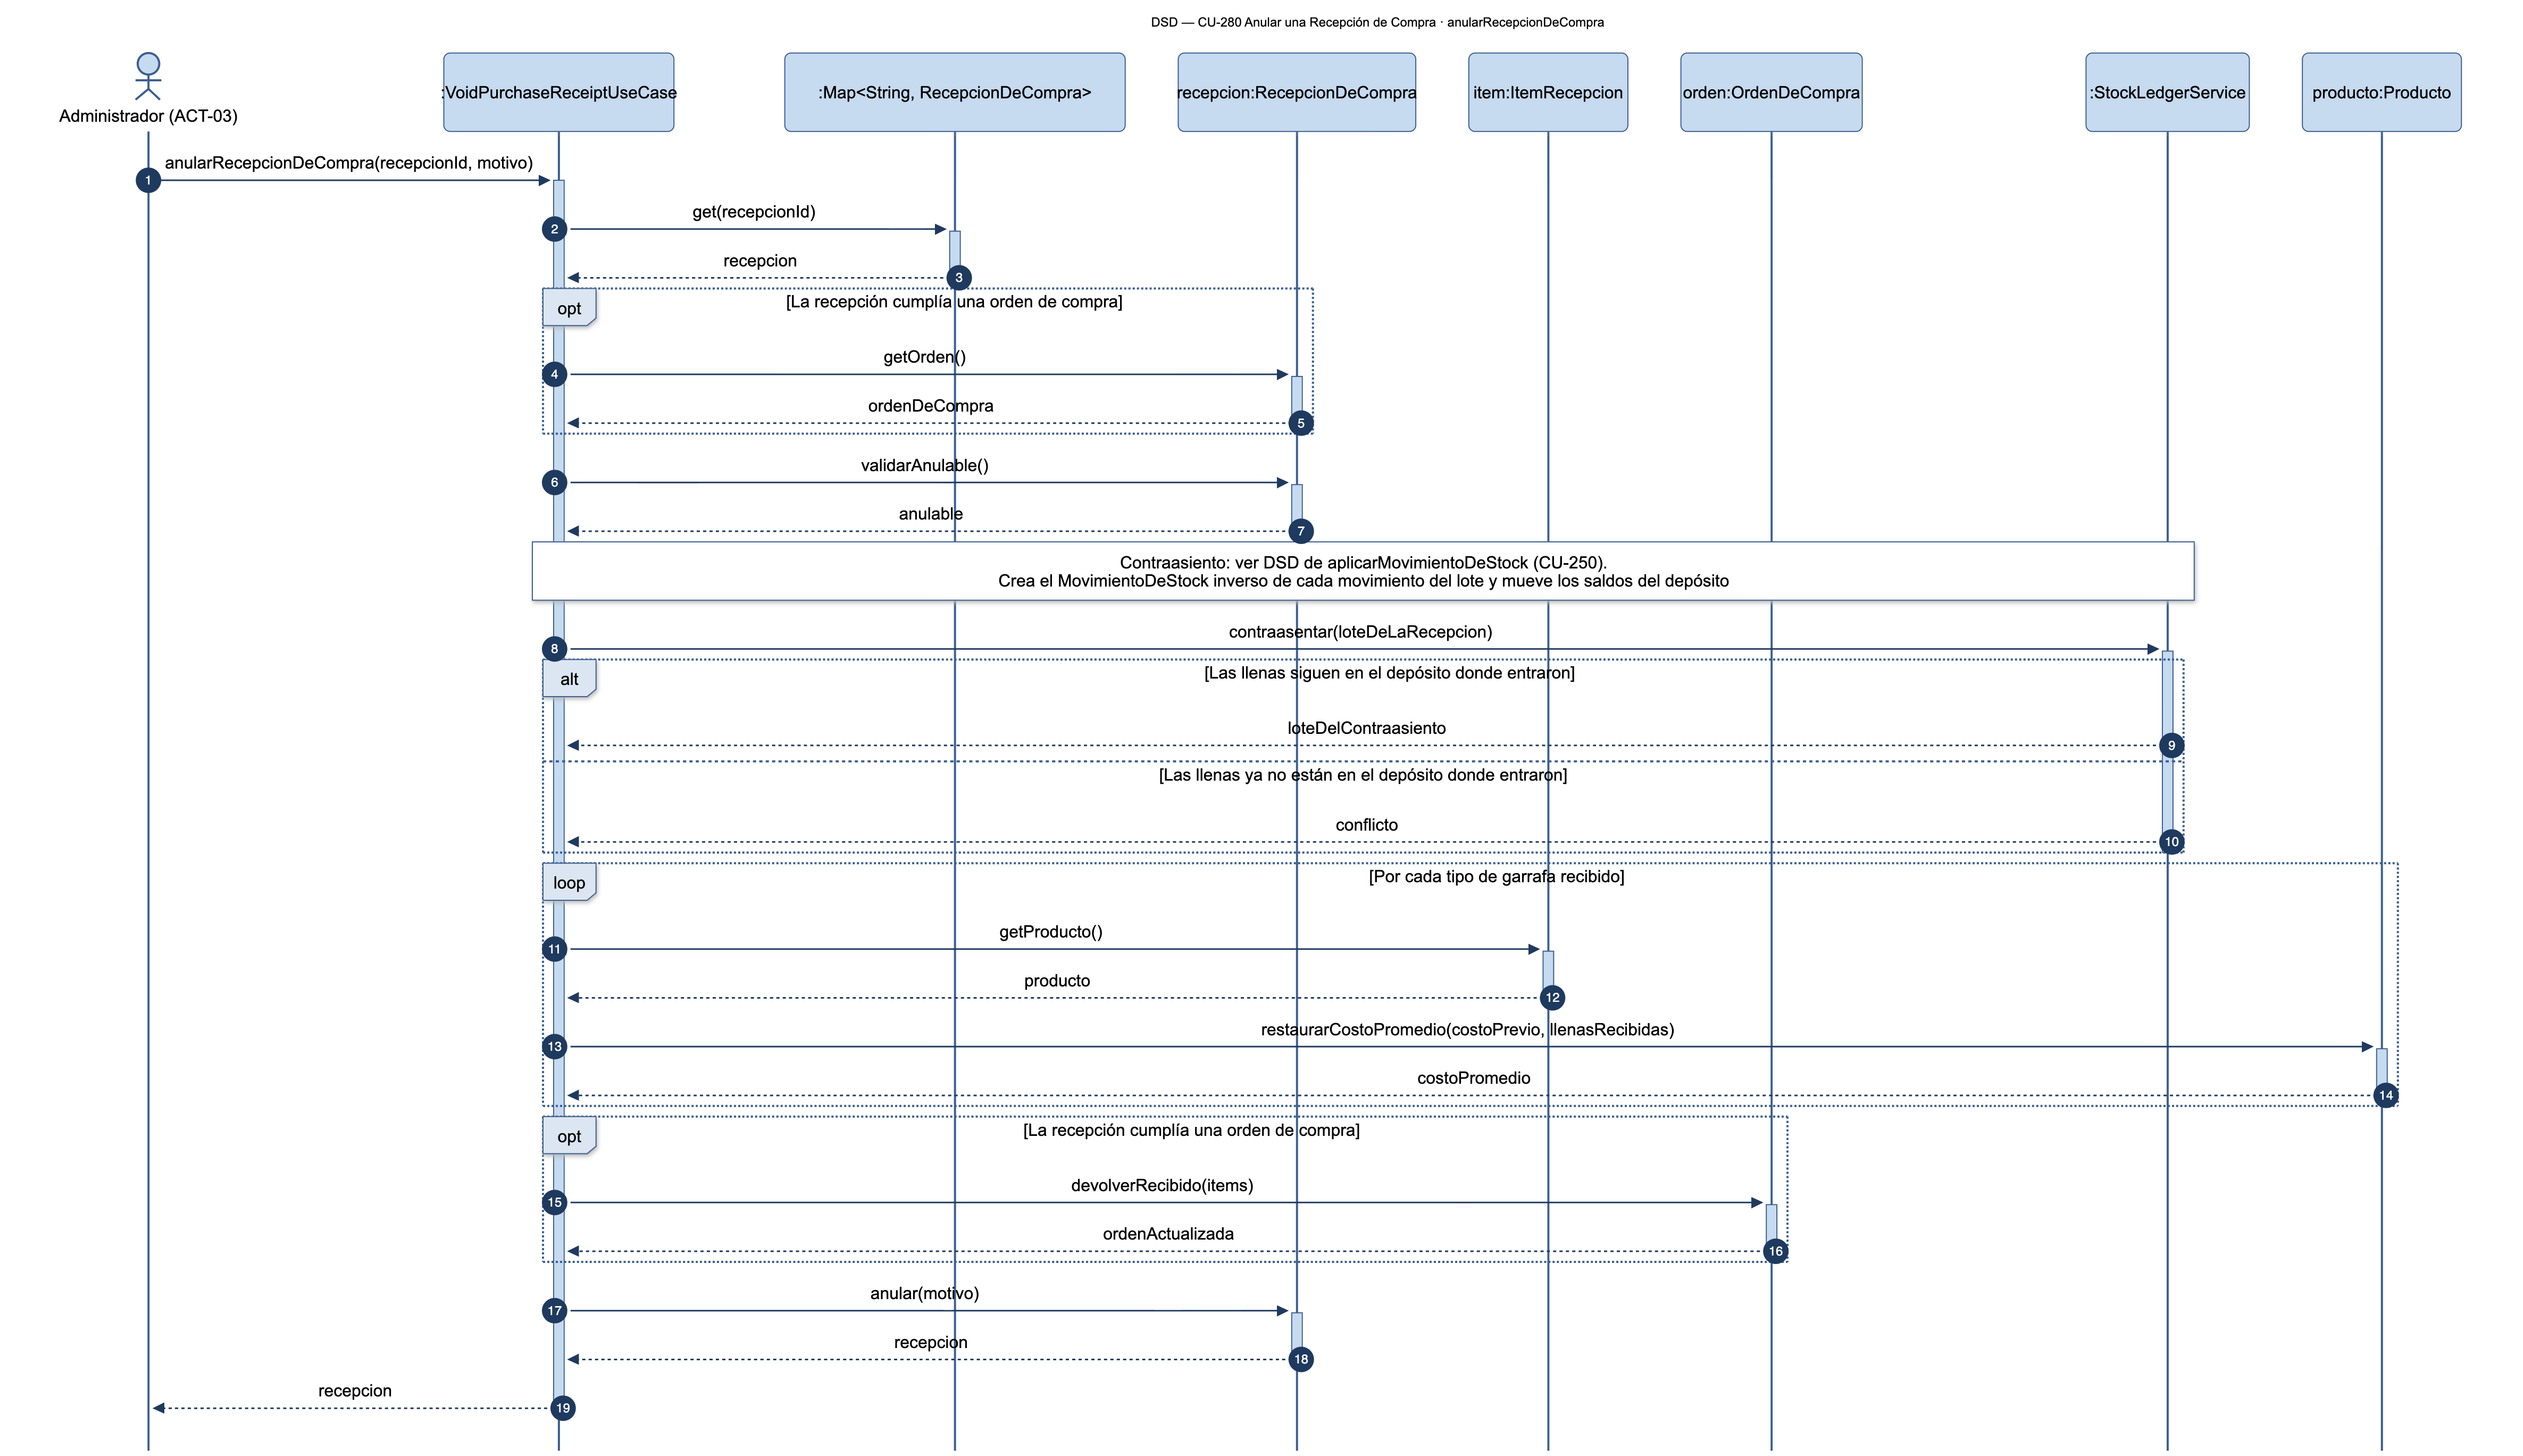 DSD — CU-280 Anular una Recepción de Compra · anularRecepcionDeCompra
Administrador (ACT-03)
:VoidPurchaseReceiptUseCase
:Map<String, RecepcionDeCompra>
recepcion:RecepcionDeCompra
item:ItemRecepcion
orden:OrdenDeCompra
:StockLedgerService
producto:Producto
anularRecepcionDeCompra(recepcionId, motivo)
1
get(recepcionId)
2
recepcion
3
opt
[La recepción cumplía una orden de compra]
getOrden()
4
ordenDeCompra
5
validarAnulable()
6
anulable
7
Contraasiento: ver DSD de aplicarMovimientoDeStock (CU-250).
Crea el MovimientoDeStock inverso de cada movimiento del lote y mueve los saldos del depósito
contraasentar(loteDeLaRecepcion)
8
alt
[Las llenas siguen en el depósito donde entraron]
loteDelContraasiento
9
[Las llenas ya no están en el depósito donde entraron]
conflicto
10
loop
[Por cada tipo de garrafa recibido]
getProducto()
11
producto
12
restaurarCostoPromedio(costoPrevio, llenasRecibidas)
13
costoPromedio
14
opt
[La recepción cumplía una orden de compra]
devolverRecibido(items)
15
ordenActualizada
16
anular(motivo)
17
recepcion
18
recepcion
19